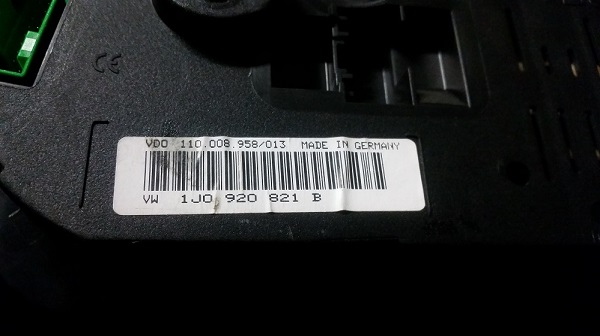 CE
VDO 110.008.958/013 MADE IN GERMANY
VW 1J0 920 821 B